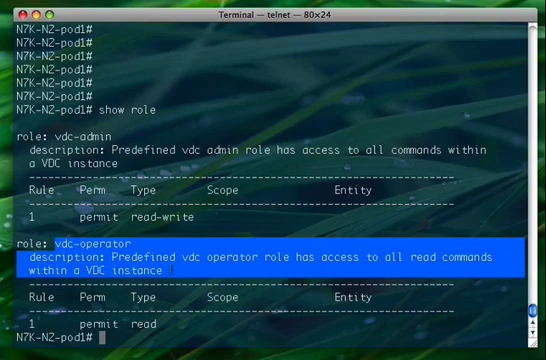 Terminal — telnet — 80×24
N7K-N2-pod1#
N7K-N2-pod1#
N7K-N2-pod1#
N7K-N2-pod1#
N7K-N2-pod1#
N7K-N2-pod1#
N7K-N2-pod1# show role
role: vdc-admin
description: Predefined vdc admin role has access to all commands within
a VDC instance
-------------------------------------------------------------------
Rule Perm Type Scope Entity
-------------------------------------------------------------------
1 permit read-write
role: vdc-operator
description: Predefined vdc operator role has access to all read commands
within a VDC instance
-------------------------------------------------------------------
Rule Perm Type Scope Entity
-------------------------------------------------------------------
1 permit read
N7K-N2-pod1#